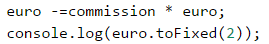 euro -=commission * euro;
console.log(euro.toFixed(2));